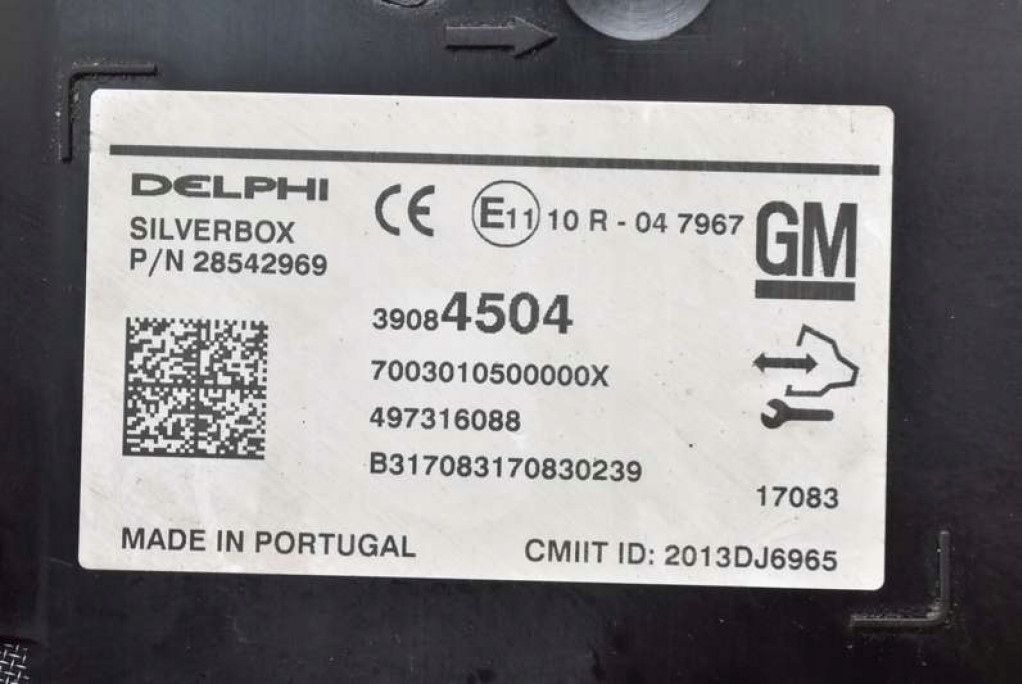 DELPHI
SILVERBOX
P/N 28542969
CE E11 10 R - 04 7967
GM
39084504
7003010500000X
497316088
B317083170830239
17083
MADE IN PORTUGAL
CMIIT ID: 2013DJ6965